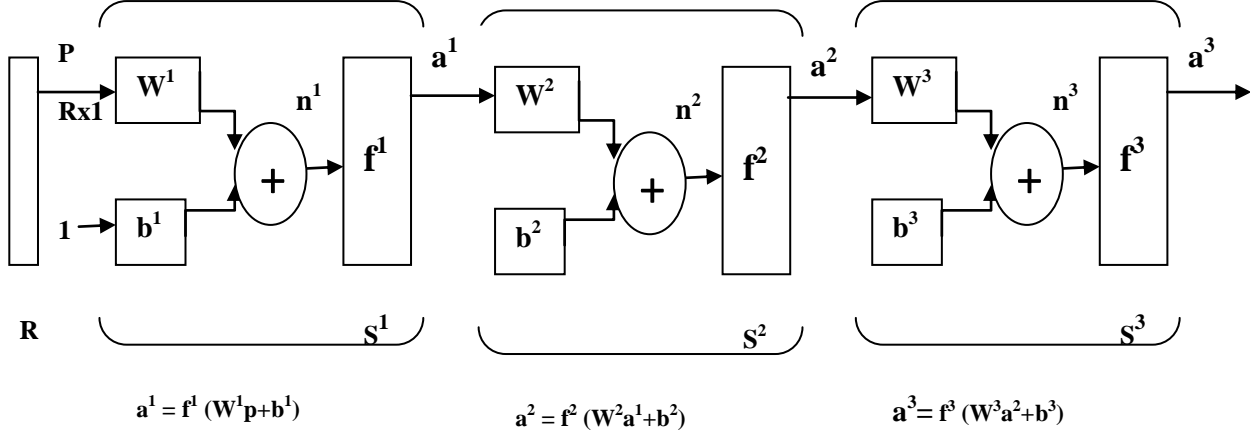 P
Rx1
1
R
W¹
b¹
n¹
+
f¹
S¹
a¹
W²
b²
n²
+
f²
S²
a²
W³
b³
n³
+
f³
S³
a³
a¹ = f¹ (W¹p+b¹)
a² = f² (W²a¹+b²)
a³= f³ (W³a²+b³)